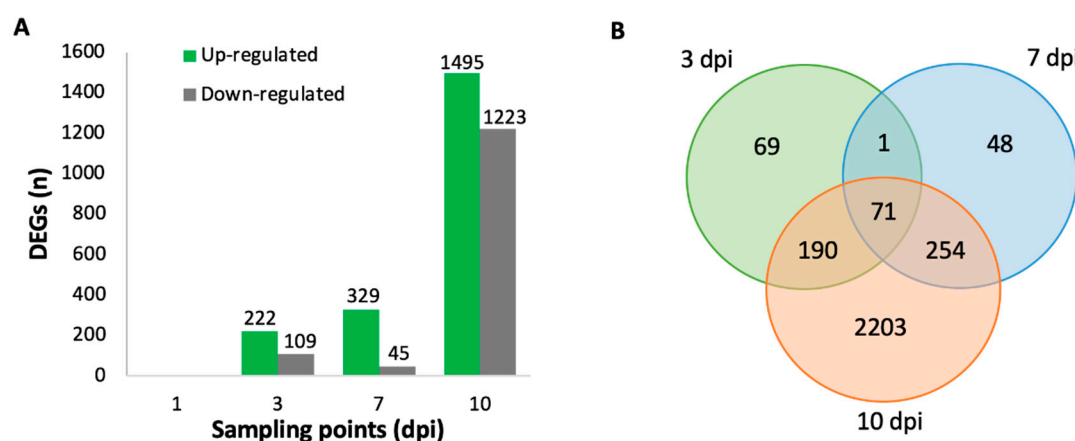 A
DEGs (n)
1600
1400
1200
1000
800
600
400
200
0
Up-regulated
Down-regulated
222
109
329
45
1495
1223
1
3
7
10
Sampling points (dpi)
B
3 dpi
7 dpi
69
1
48
71
190
254
2203
10 dpi